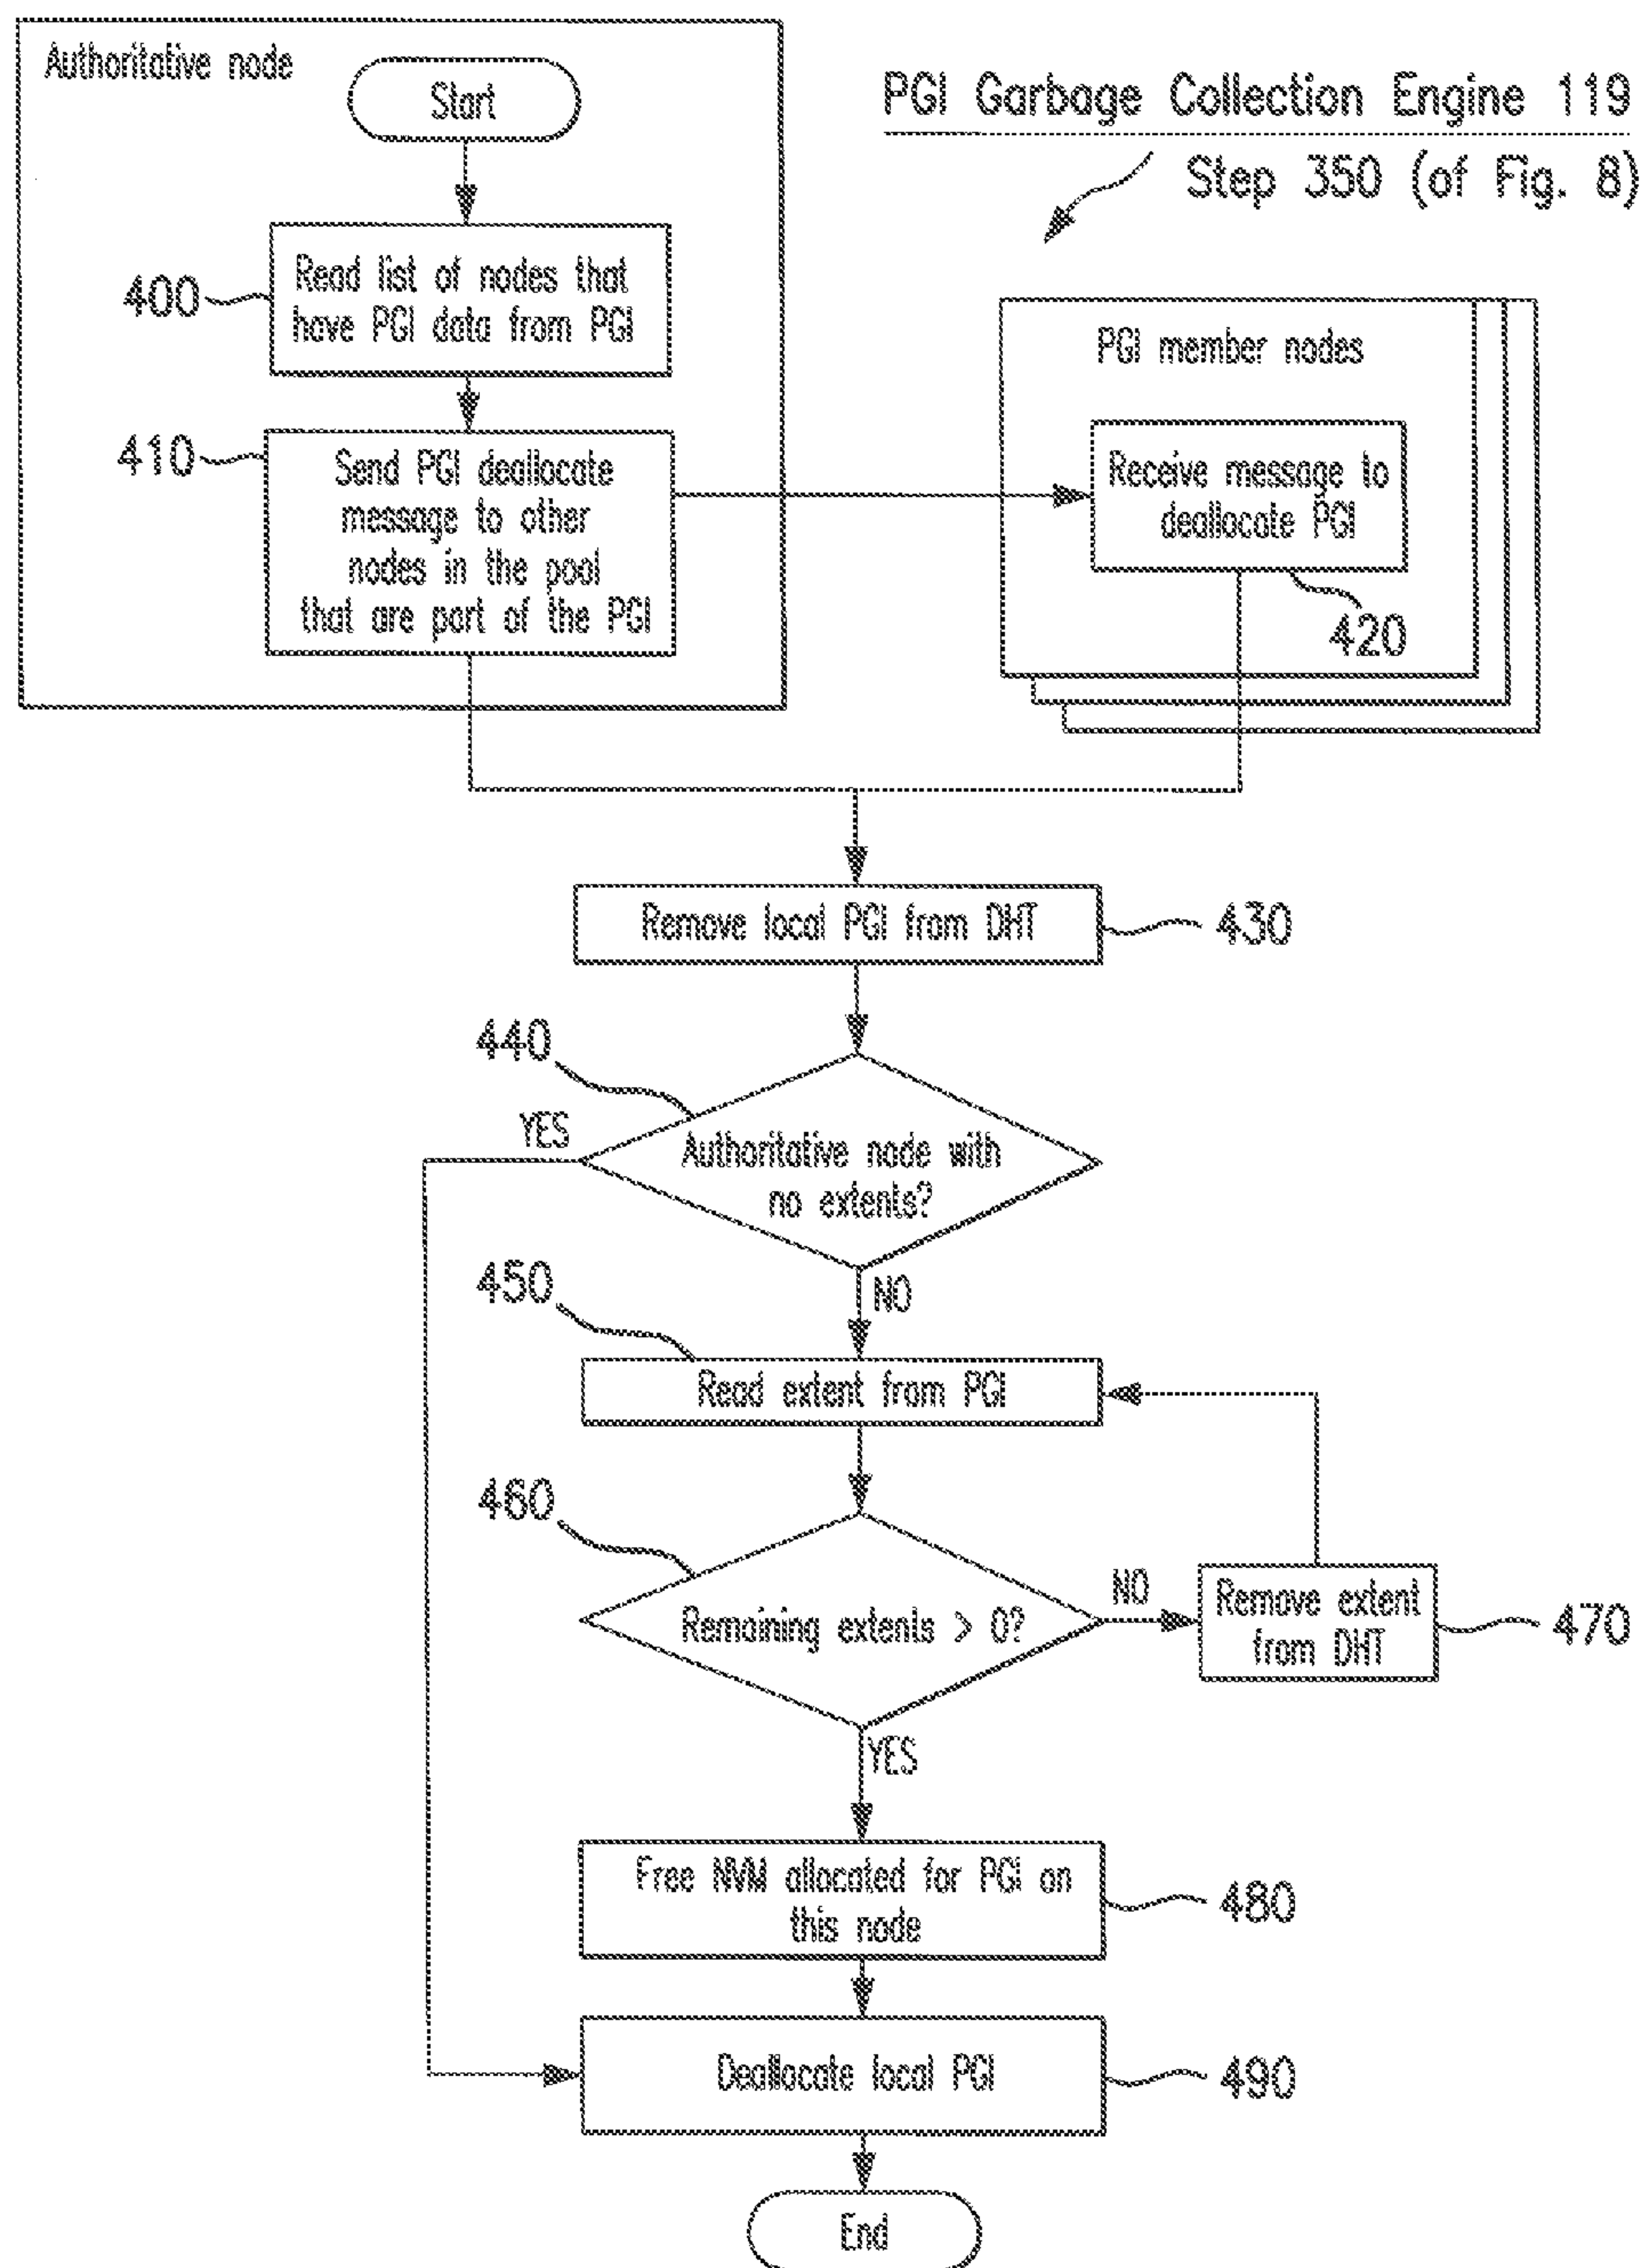 Authoritative node
Start
PGI Garbage Collection Engine 119
Step 350 (of Fig. 8)
400
Read list of nodes that
have PGI data from PGI
PGI member nodes
410
Send PGI deallocate
message to other
nodes in the pool
that are part of the PGI
Receive message to
deallocate PGI
420
Remove local PGI from DHT
430
440
YES
Authoritative node with
no extents?
450
NO
Read extent from PGI
460
Remaining extents > 0?
NO
Remove extent
from DHT
470
YES
Free NVM allocated for PGI on
this node
480
Deallocate local PGI
490
End